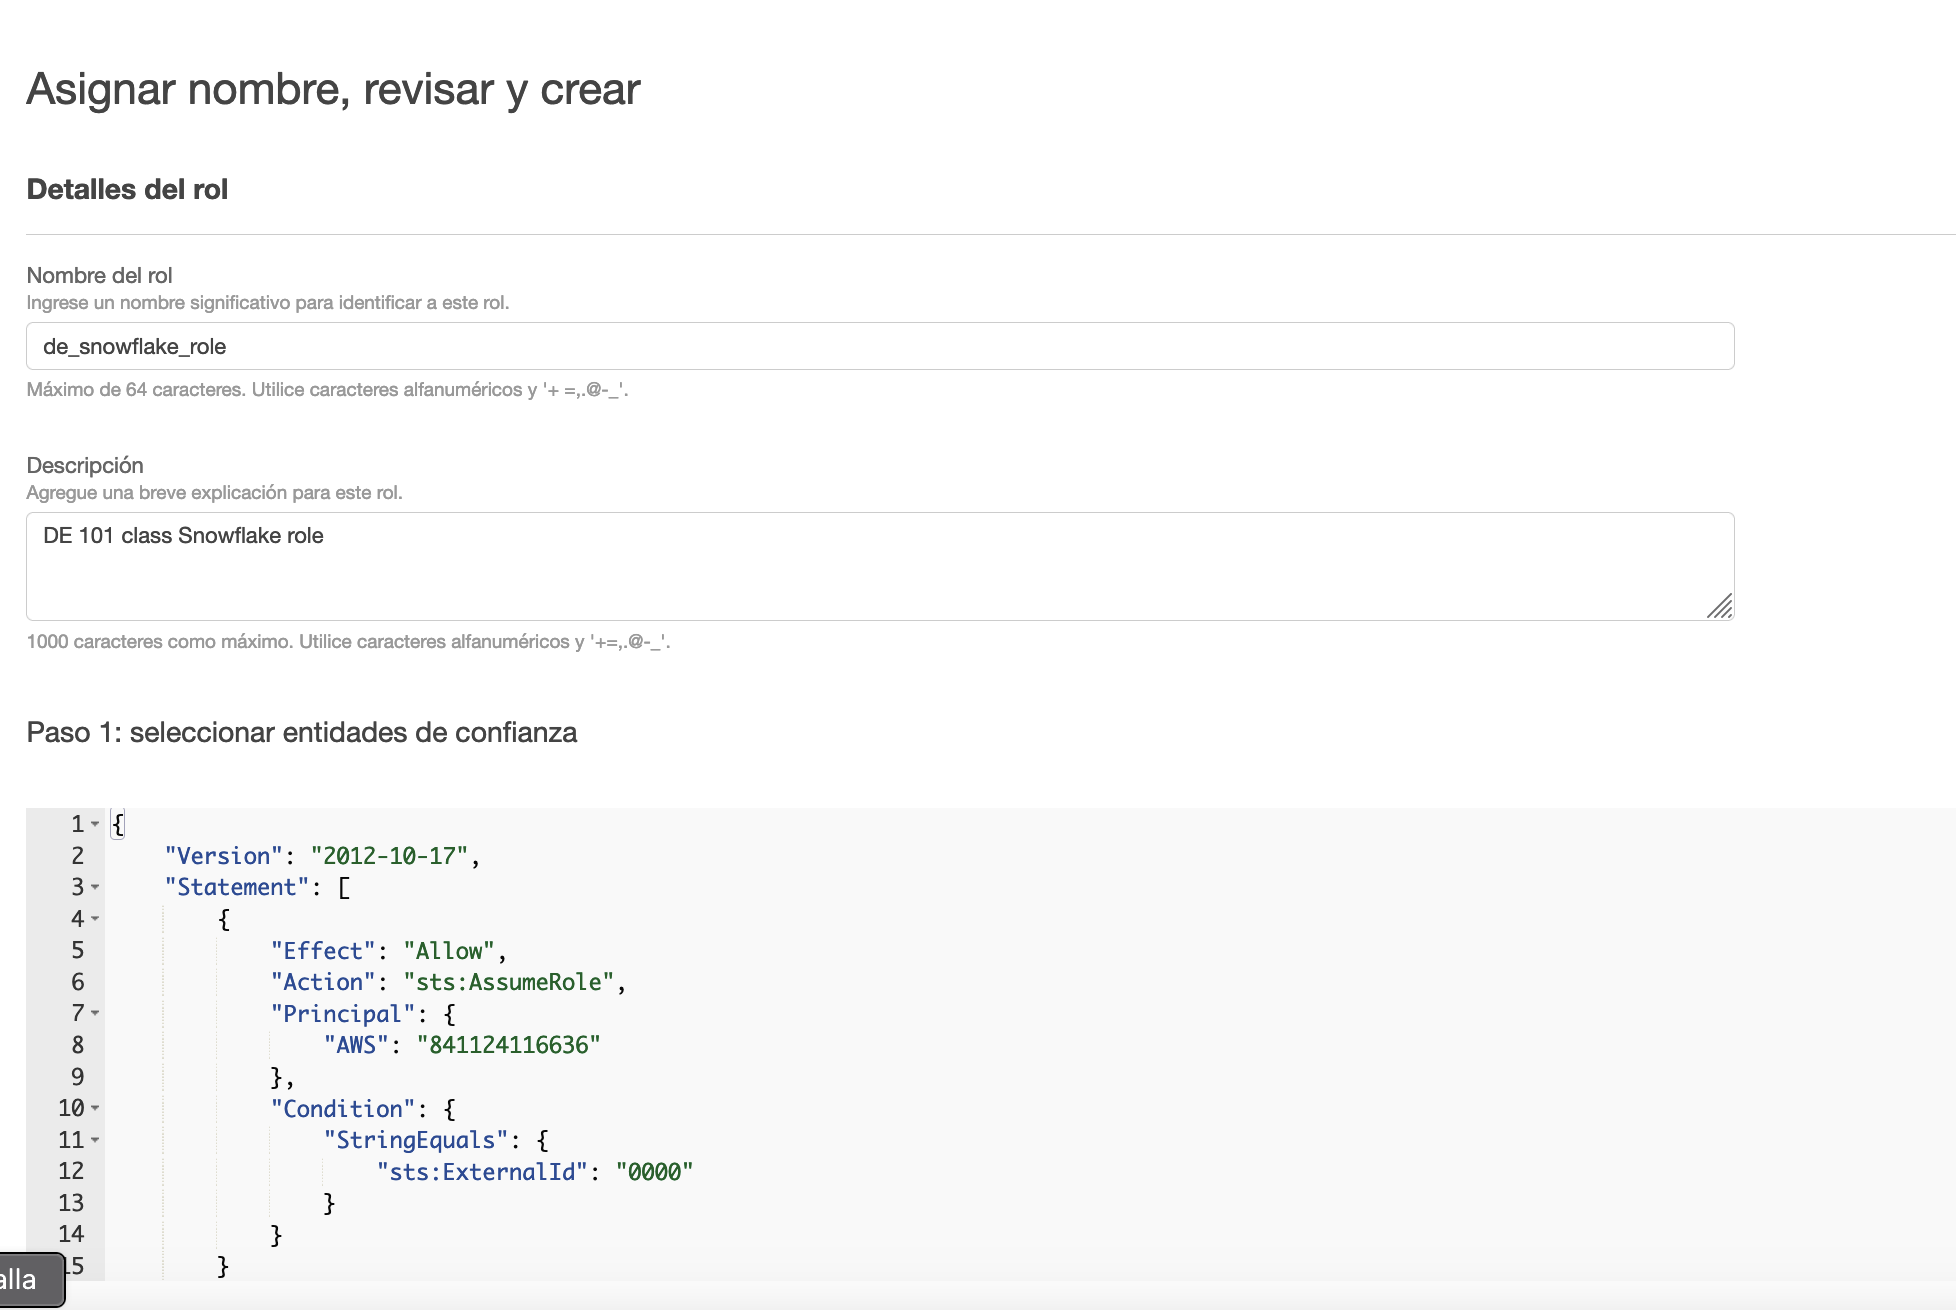 Asignar nombre, revisar y crear
Detalles del rol
Nombre del rol
Ingrese un nombre significativo para identificar a este rol.
de_snowflake_role
Máximo de 64 caracteres. Utilice caracteres alfanuméricos y '+ =,.@-_'.
Descripción
Agregue una breve explicación para este rol.
DE 101 class Snowflake role
1000 caracteres como máximo. Utilice caracteres alfanuméricos y '+=,.@-_'.
Paso 1: seleccionar entidades de confianza
1 {
2 "Version": "2012-10-17",
3 "Statement": [
4 {
5 "Effect": "Allow",
6 "Action": "sts:AssumeRole",
7 "Principal": {
8 "AWS": "841124116636"
9 },
10 "Condition": {
11 "StringEquals": {
12 "sts:ExternalId": "0000"
13 }
14 }
15 }